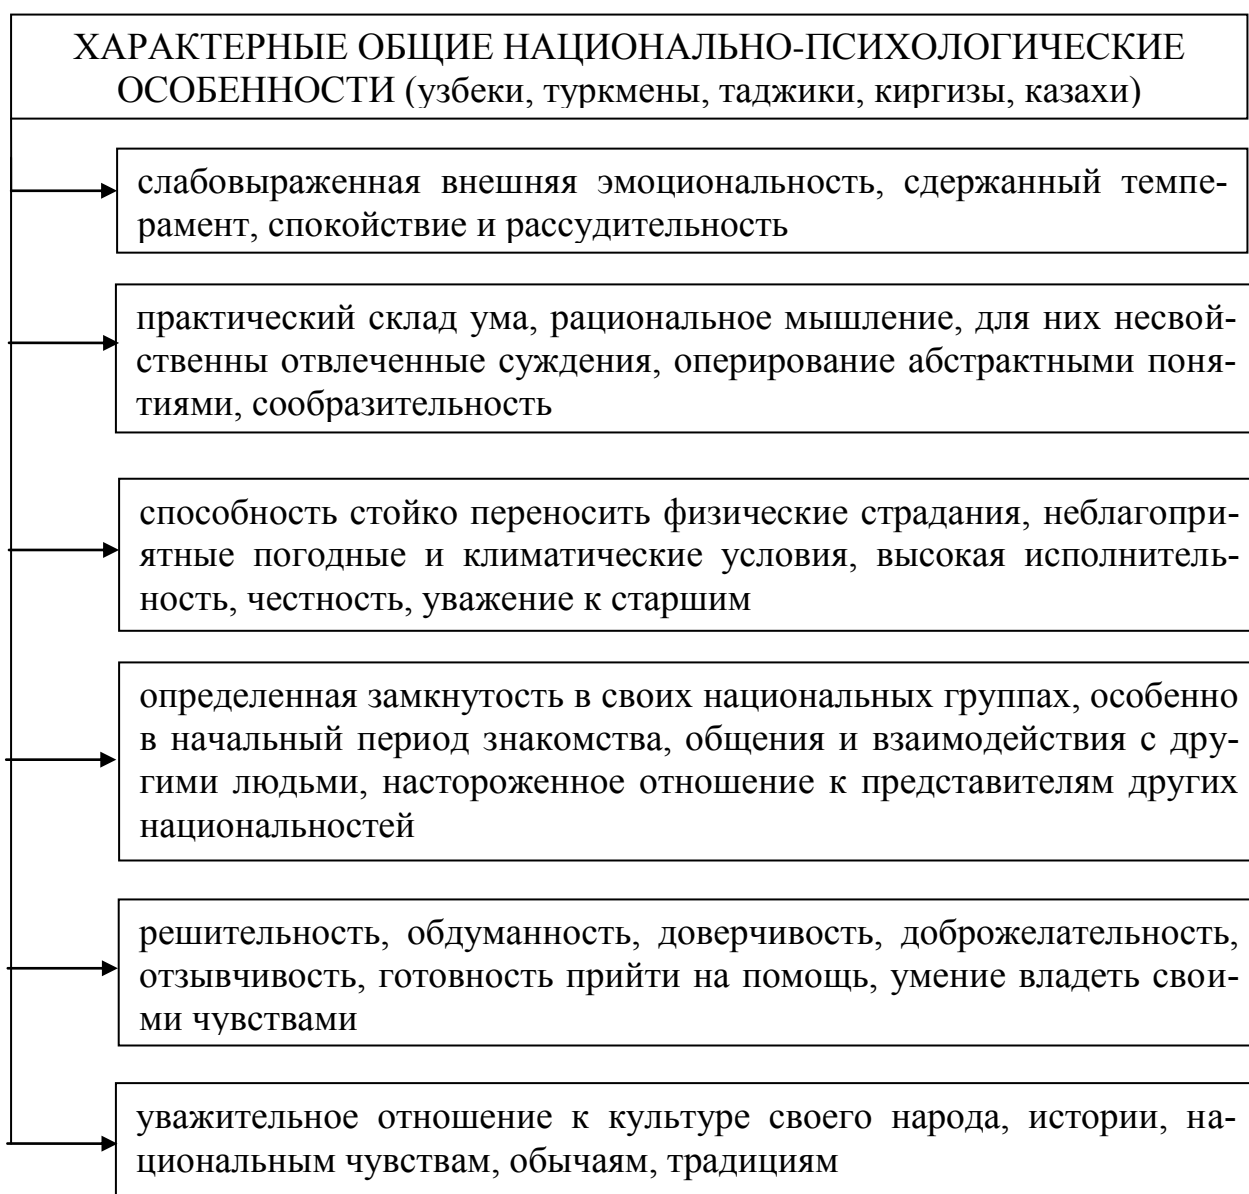 ХАРАКТЕРНЫЕ ОБЩИЕ НАЦИОНАЛЬНО-ПСИХОЛОГИЧЕСКИЕ
ОСОБЕННОСТИ (узбеки, туркмены, таджики, киргизы, казахи)
слабовыраженная внешняя эмоциональность, сдержанный темпе-
рамент, спокойствие и рассудительность
практический склад ума, рациональное мышление, для них несвой-
ственны отвлеченные суждения, оперирование абстрактными поня-
тиями, сообразительность
способность стойко переносить физические страдания, неблагопри-
ятные погодные и климатические условия, высокая исполнитель-
ность, честность, уважение к старшим
определенная замкнутость в своих национальных группах, особенно
в начальный период знакомства, общения и взаимодействия с дру-
гими людьми, настороженное отношение к представителям других
национальностей
решительность, обдуманность, доверчивость, доброжелательность,
отзывчивость, готовность прийти на помощь, умение владеть свои-
ми чувствами
уважительное отношение к культуре своего народа, истории, на-
циональным чувствам, обычаям, традициям